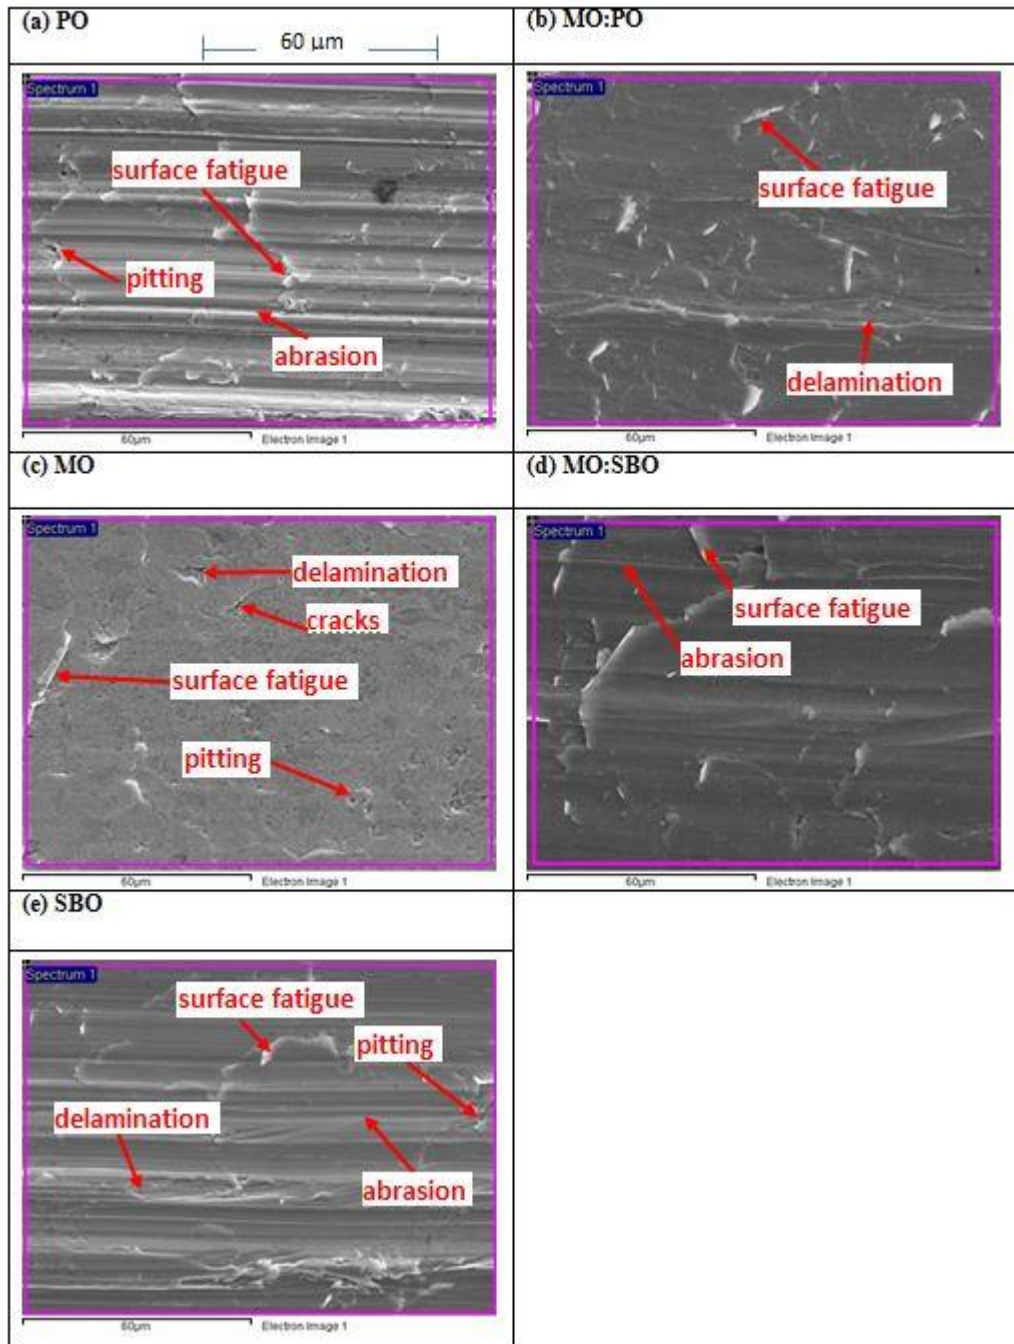 (a) PO
60 µm
(b) MO:PO
Spectrum 1
surface fatigue
pitting
abrasion
60µm Electron Image 1
Spectrum 1
surface fatigue
delamination
60µm Electron Image 1
(c) MO
(d) MO:SBO
Spectrum 1
delamination
cracks
surface fatigue
pitting
60µm Electron Image 1
Spectrum 1
surface fatigue
abrasion
60µm Electron Image 1
(e) SBO
Spectrum 1
surface fatigue
pitting
delamination
abrasion
60µm Electron Image 1